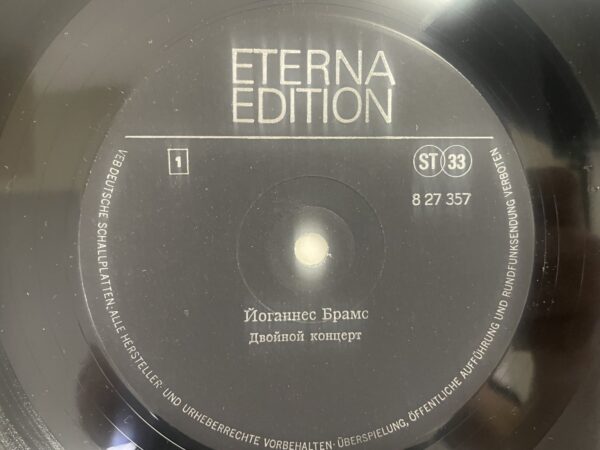 ETERNA
EDITION
1
ST 33
8 27 357
Йоганнес Брамс
Двойной концерт
VEB DEUTSCHE SCHALLPLATTEN · ALLE HERSTELLER- UND URHEBERRECHTE VORBEHALTEN · ÜBERSPIELUNG, ÖFFENTLICHE AUFFÜHRUNG UND RUNDFUNKSENDUNG VERBOTEN